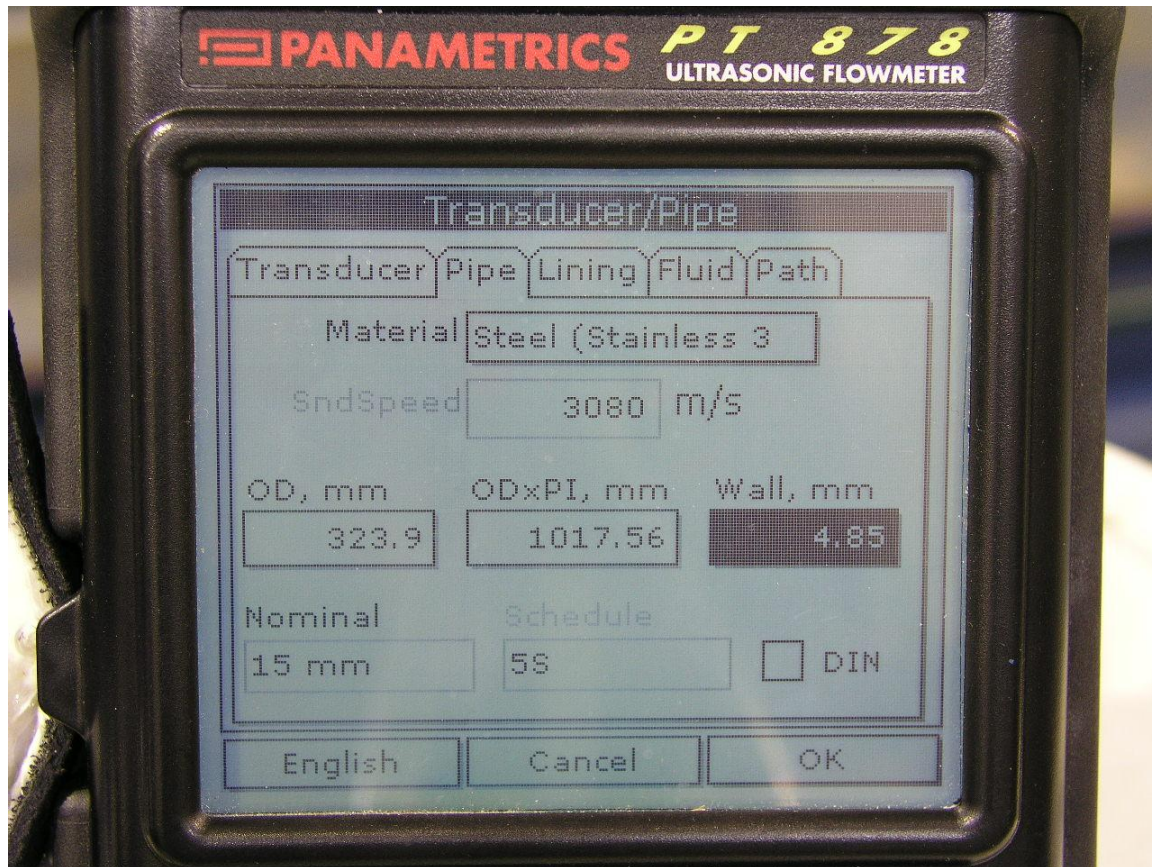 PANAMETRICS PT 878
ULTRASONIC FLOWMETER
Transducer/Pipe
Transducer Pipe Lining Fluid Path
Material Steel (Stainless 3
SndSpeed 3080 m/s
OD, mm ODxPI, mm Wall, mm
323.9 1017.56 4.85
Nominal Schedule
15 mm 5S DIN
English Cancel OK